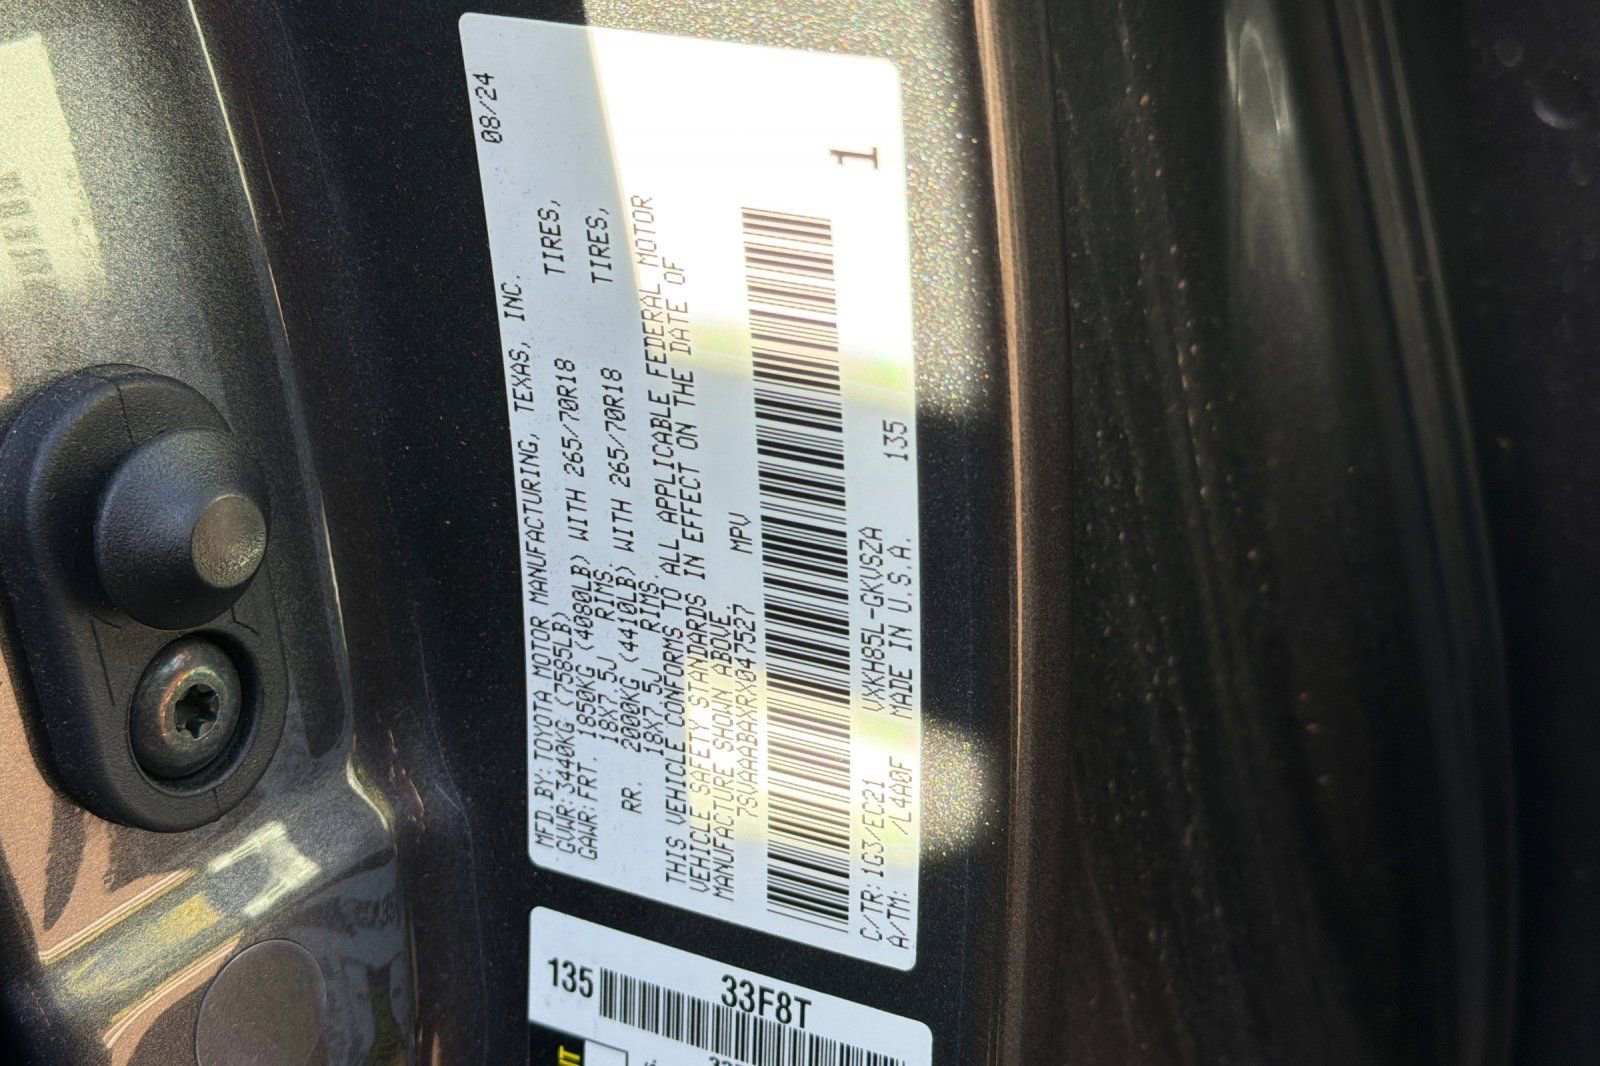 MFD.BY:TOYOTA MOTOR MANUFACTURING, TEXAS, INC. 08/24
GVWR:3440KG (7585LB)
GAWR:FRT. 1850KG (4080LB) WITH 265/70R18 TIRES,
18X7.5J RIMS,
RR. 2000KG (4410LB) WITH 265/70R18 TIRES,
18X7.5J RIMS.
THIS VEHICLE CONFORMS TO ALL APPLICABLE FEDERAL MOTOR
VEHICLE SAFETY STANDARDS IN EFFECT ON THE DATE OF
MANUFACTURE SHOWN ABOVE.
7SVAAABAXRX047527 MPV
1
C/TR:1G3/EC21 VXKH85L-GKVSZA 135
A/TM: /L4A0F MADE IN U.S.A.
135 33F8T